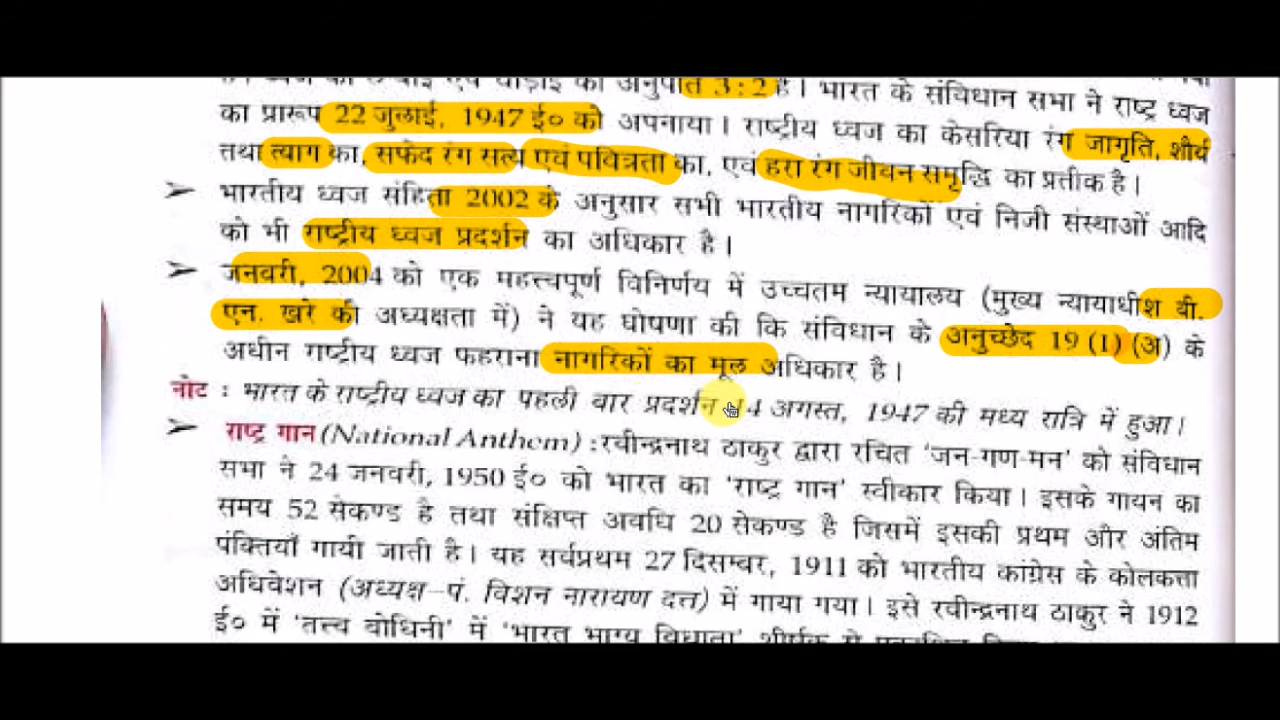 अनुपात 3 : 2 है। भारत के संविधान सभा ने राष्ट्र ध्वज
का प्रारूप 22 जुलाई, 1947 ई० को अपनाया। राष्ट्रीय ध्वज का केसरिया रंग जागृति, शौर्य
तथा त्याग का, सफेद रंग सत्य एवं पवित्रता का, एवं हरा रंग जीवन समृद्धि का प्रतीक है।
➢ भारतीय ध्वज संहिता 2002 के अनुसार सभी भारतीय नागरिकों एवं निजी संस्थाओं आदि
को भी राष्ट्रीय ध्वज प्रदर्शन का अधिकार है।
➢ जनवरी, 2004 को एक महत्त्वपूर्ण विनिर्णय में उच्चतम न्यायालय (मुख्य न्यायाधीश वी.
एन. खरे की अध्यक्षता में) ने यह घोषणा की कि संविधान के अनुच्छेद 19 (1) (अ) के
अधीन राष्ट्रीय ध्वज फहराना नागरिकों का मूल अधिकार है।
नोट : भारत के राष्ट्रीय ध्वज का पहली बार प्रदर्शन 14 अगस्त, 1947 की मध्य रात्रि में हुआ।
➢ राष्ट्र गान (National Anthem) : रवीन्द्रनाथ ठाकुर द्वारा रचित 'जन-गण-मन' को संविधान
सभा ने 24 जनवरी, 1950 ई० को भारत का 'राष्ट्र गान' स्वीकार किया। इसके गायन का
समय 52 सेकण्ड है तथा संक्षिप्त अवधि 20 सेकण्ड है जिसमें इसकी प्रथम और अंतिम
पंक्तियाँ गायी जाती है। यह सर्वप्रथम 27 दिसम्बर, 1911 को भारतीय कांग्रेस के कोलकत्ता
अधिवेशन (अध्यक्ष–पं. विशन नारायण दत्त) में गाया गया। इसे रवीन्द्रनाथ ठाकुर ने 1912
ई० में 'तत्त्व बोधिनी' में 'भारत भाग्य विधाता'